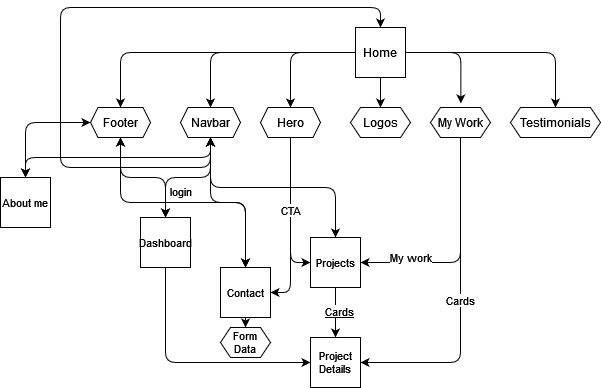 Home
Footer
Navbar
Hero
Logos
My Work
Testimonials
About me
login
CTA
Dashboard
Projects
My work
Contact
Cards
Cards
Form
Data
Project
Details